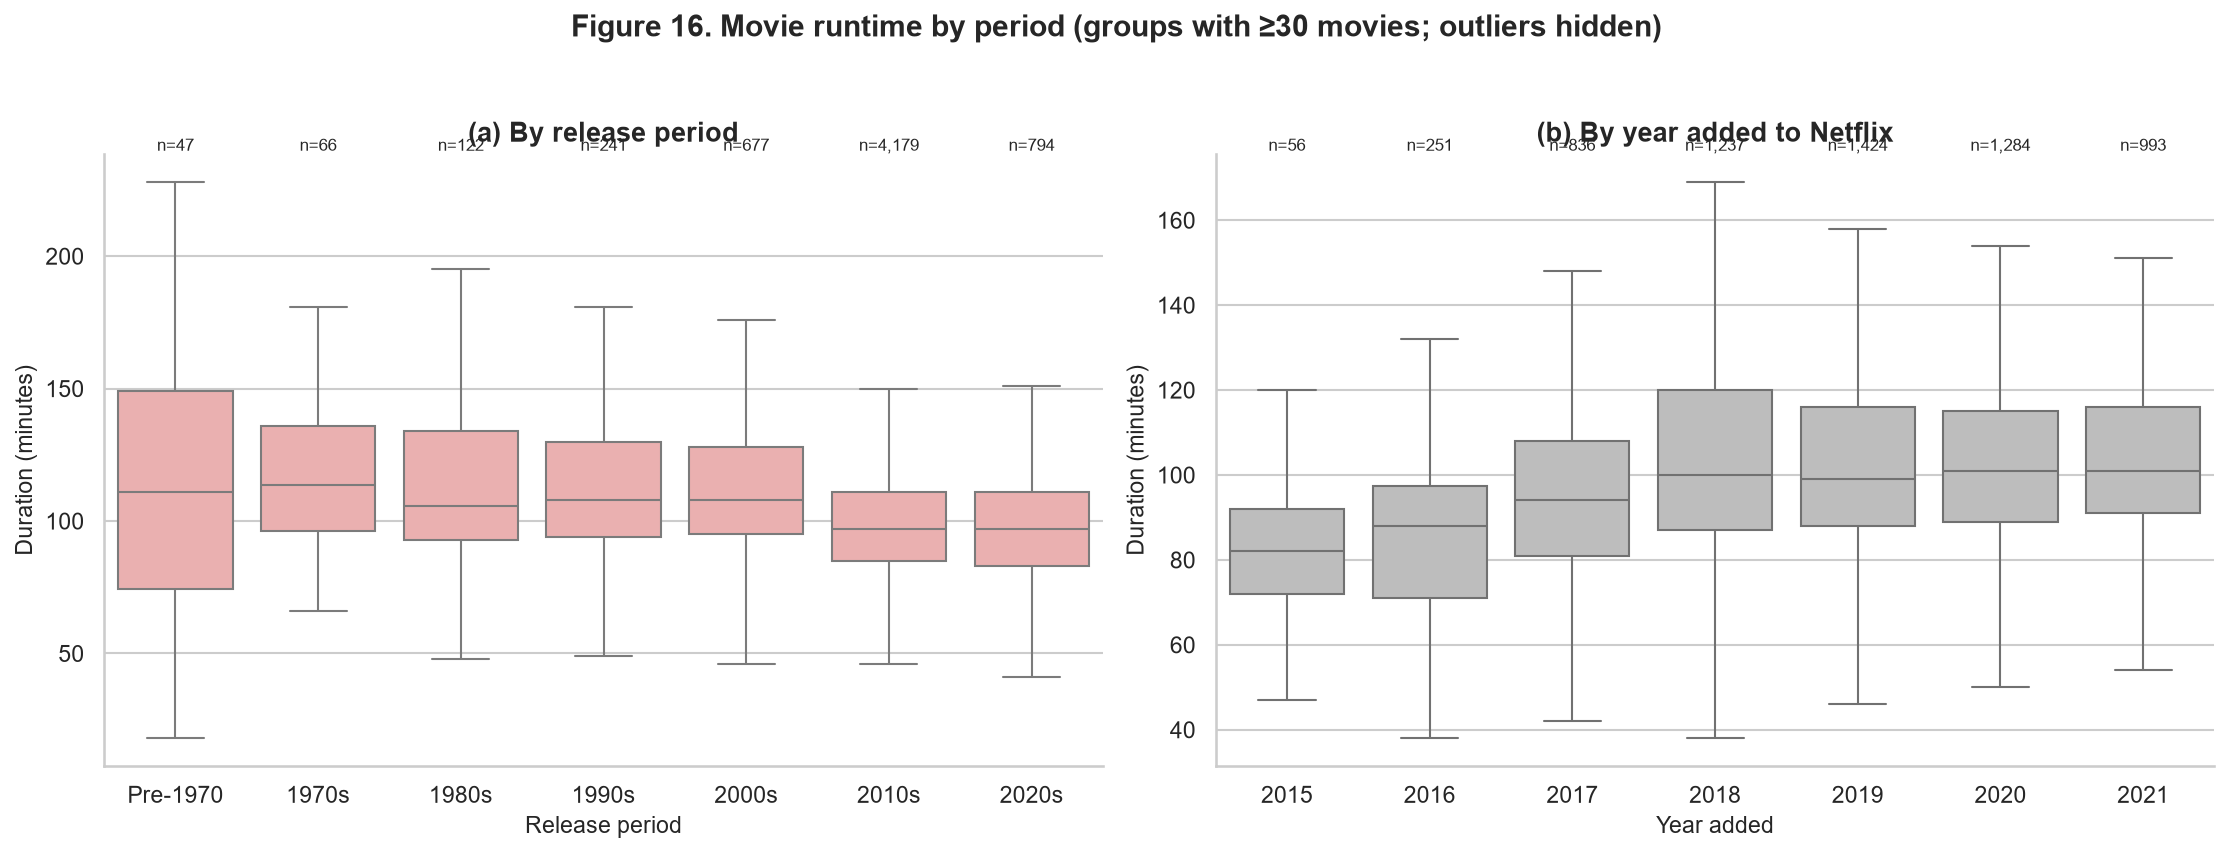 Figure 16. Movie runtime by period (groups with ≥30 movies; outliers hidden)
(a) By release period
n=47 n=66 n=122 n=241 n=677 n=4,179 n=794
200
150
100
50
Duration (minutes)
Pre-1970 1970s 1980s 1990s 2000s 2010s 2020s
Release period
(b) By year added to Netflix
n=56 n=251 n=836 n=1,237 n=1,424 n=1,284 n=993
160
140
120
100
80
60
40
Duration (minutes)
2015 2016 2017 2018 2019 2020 2021
Year added